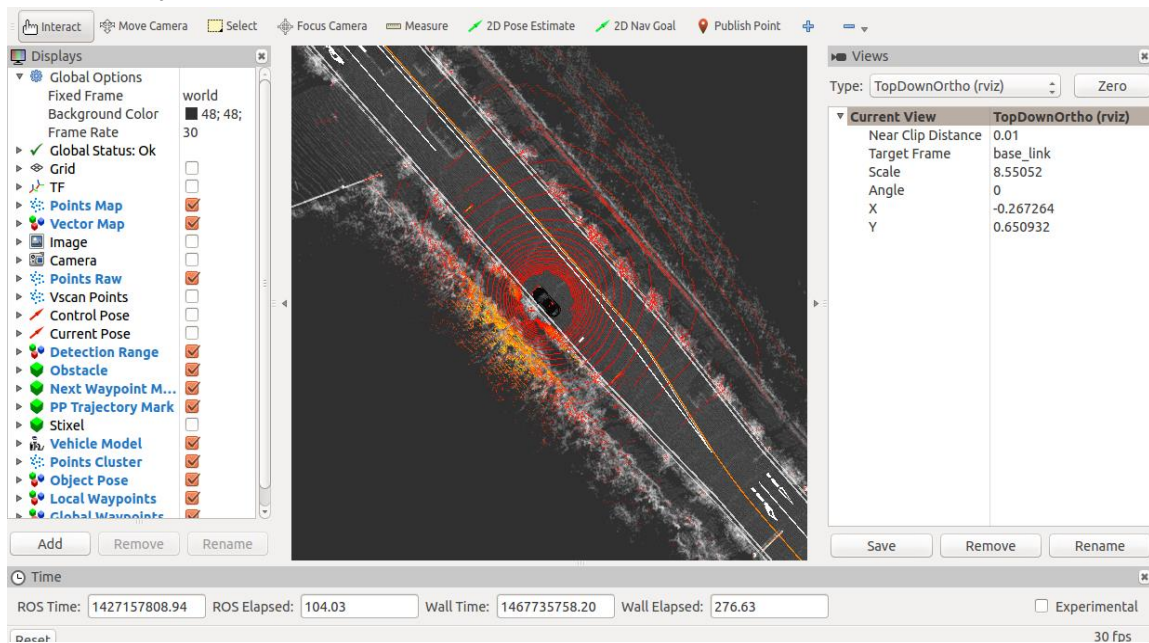 Interact Move Camera Select Focus Camera Measure 2D Pose Estimate 2D Nav Goal Publish Point
Displays
Global Options
Fixed Frame world
Background Color 48; 48;
Frame Rate 30
Global Status: Ok
Grid
TF
Points Map
Vector Map
Image
Camera
Points Raw
Vscan Points
Control Pose
Current Pose
Detection Range
Obstacle
Next Waypoint M...
PP Trajectory Mark
Stixel
Vehicle Model
Points Cluster
Object Pose
Local Waypoints
Global Waypoints
Add Remove Rename
Views
Type: TopDownOrtho (rviz) Zero
Current View TopDownOrtho (rviz)
Near Clip Distance 0.01
Target Frame base_link
Scale 8.55052
Angle 0
X -0.267264
Y 0.650932
Save Remove Rename
Time
ROS Time: 1427157808.94 ROS Elapsed: 104.03 Wall Time: 1467735758.20 Wall Elapsed: 276.63 Experimental
Reset 30 fps